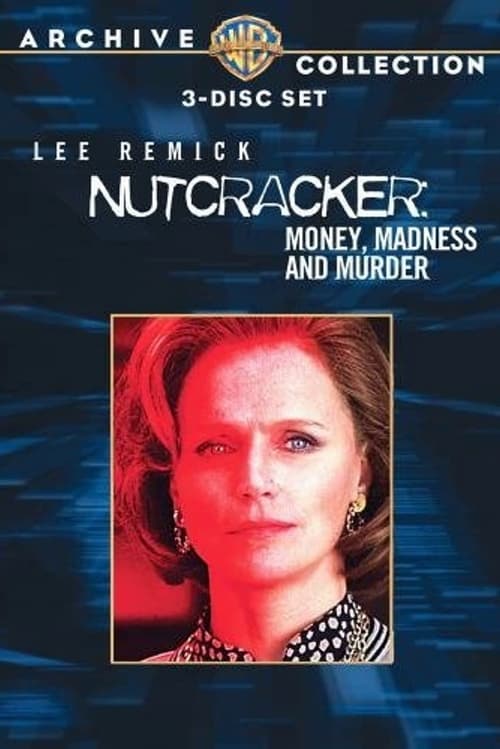 ARCHIVE WB COLLECTION
3-DISC SET
LEE REMICK
NUTCRACKER:
MONEY, MADNESS
AND MURDER